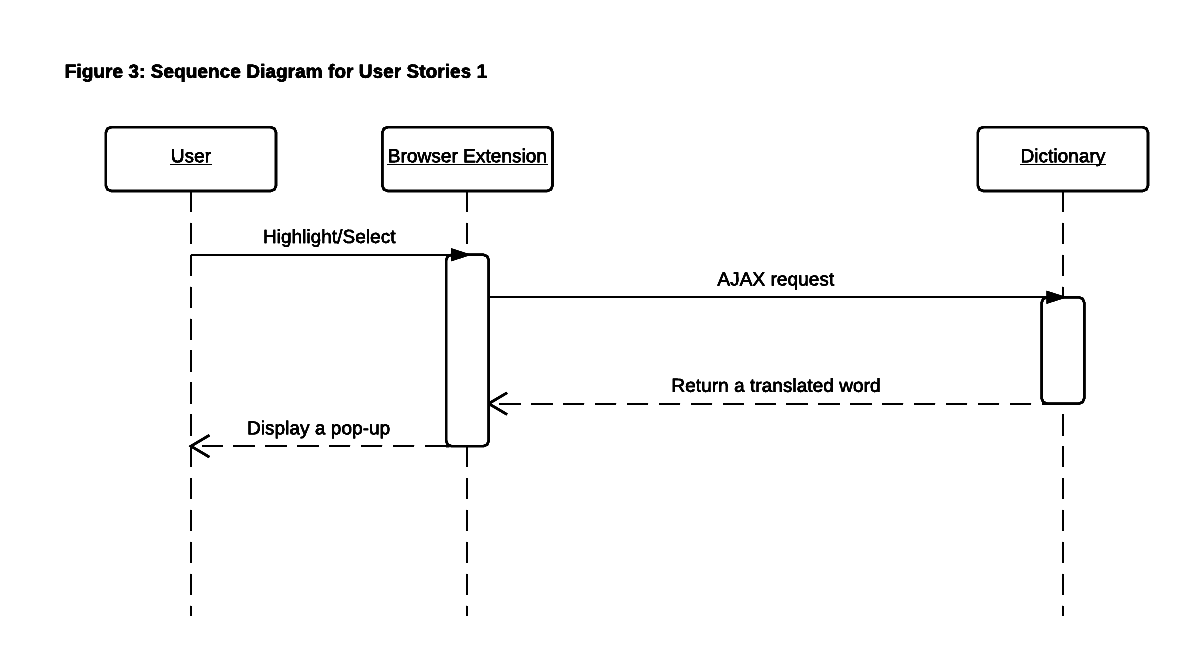 Figure 3: Sequence Diagram for User Stories 1
User
Browser Extension
Dictionary
Highlight/Select
AJAX request
Return a translated word
Display a pop-up